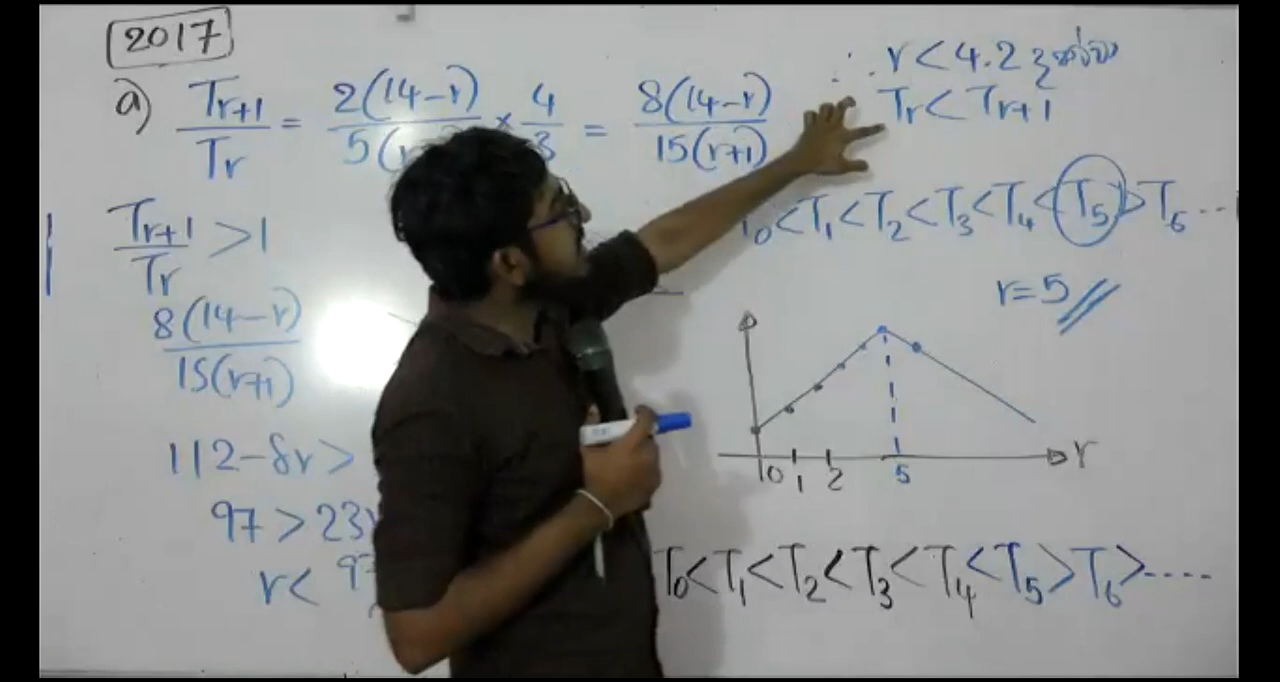 2017
a) Tr+1/Tr = 2(14-r)/5(r × 4/3 = 8(14-r)/15(r+1)
Tr+1/Tr > 1
8(14-r)/15(r+1)
112-8r >
97 > 23r
r <
∴ r < 4.2
Tr < Tr+1
T0 < T1 < T2 < T3 < T4 < T5 > T6 ...
r = 5
0 1 2 5 r
T0 < T1 < T2 < T3 < T4 < T5 > T6 > ....